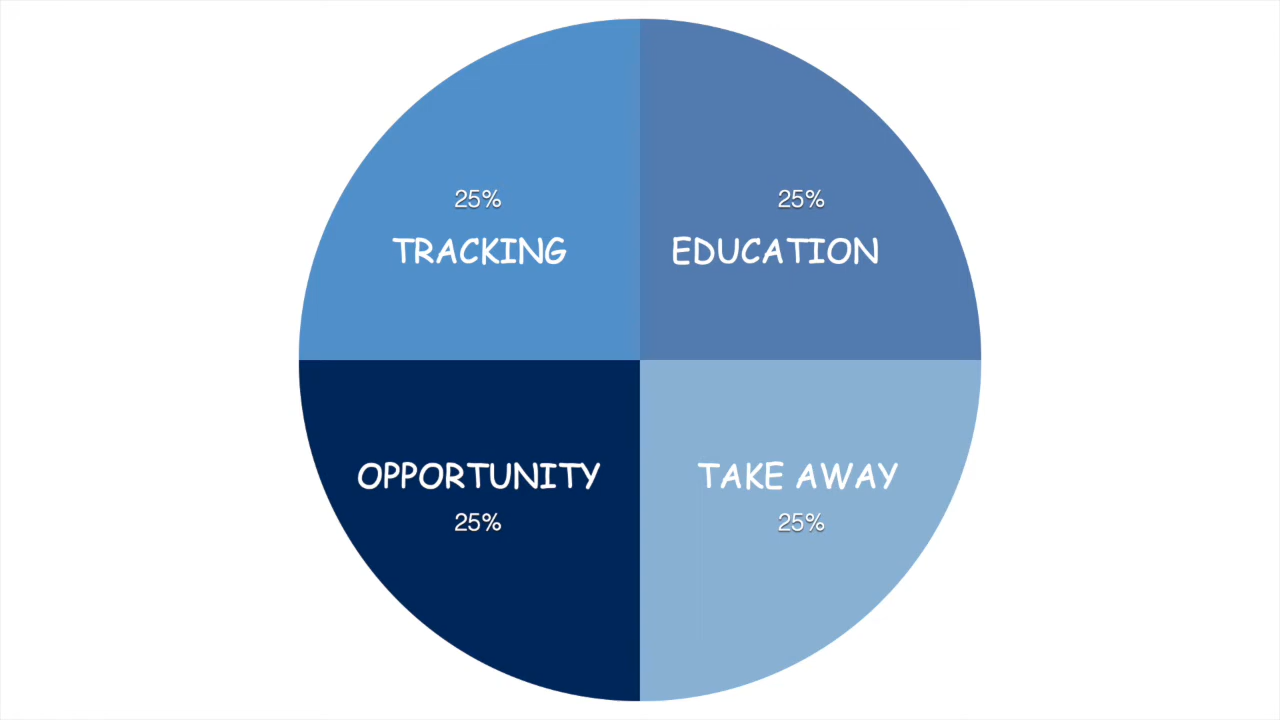 25%
TRACKING
25%
EDUCATION
OPPORTUNITY
25%
TAKE AWAY
25%